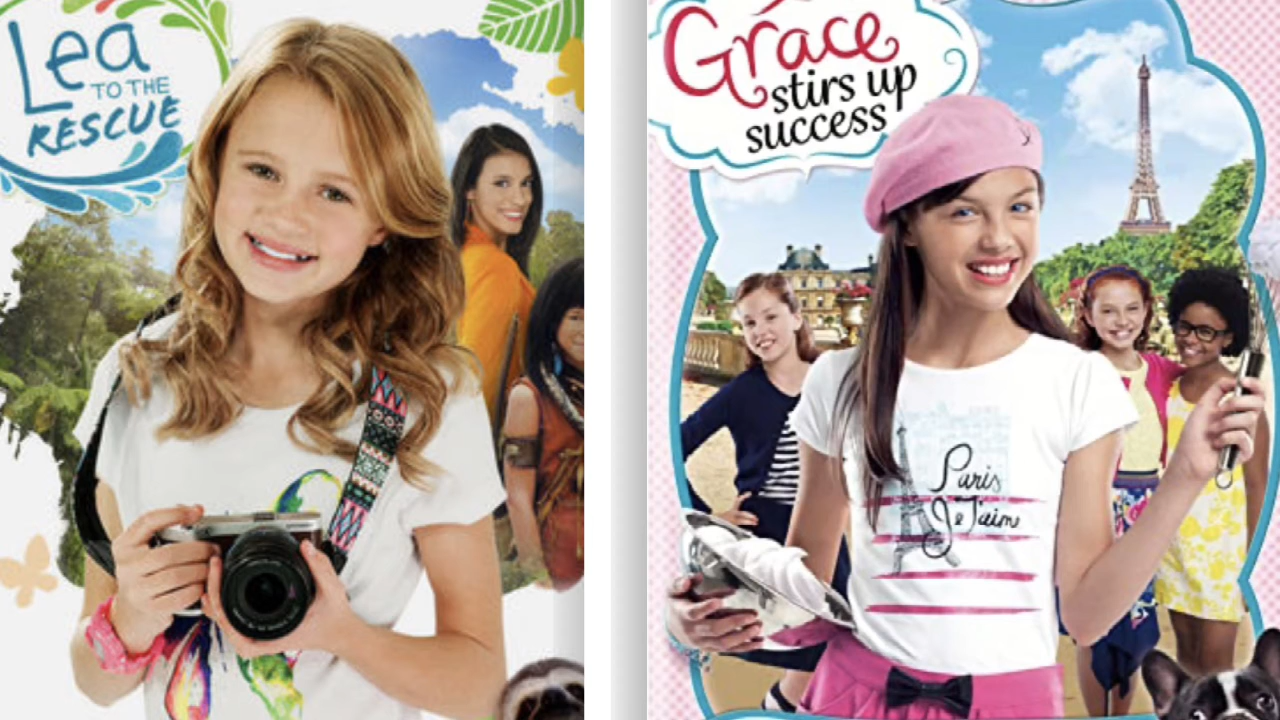 Lea
TO THE
RESCUE
Grace
stirs up
success
Paris
Je T'aime